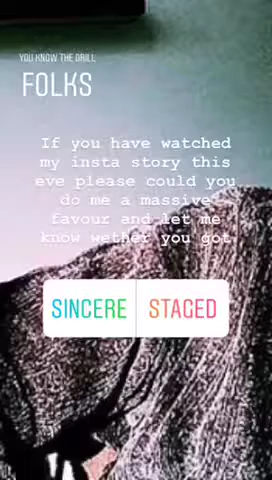 YOU KNOW THE DRILL
FOLKS
If you have watched
my insta story this
eve please could you
do me a massive
favour and let me
know wether you got
SINCERE STAGED